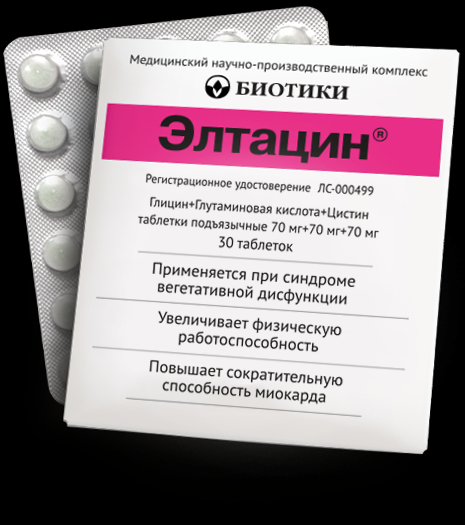 Медицинский научно-производственный комплекс
БИОТИКИ
Элтацин®
Регистрационное удостоверение ЛС-000499
Глицин+Глутаминовая кислота+Цистин
таблетки подъязычные 70 мг+70 мг+70 мг
30 таблеток
Применяется при синдроме
вегетативной дисфункции
Увеличивает физическую
работоспособность
Повышает сократительную
способность миокарда